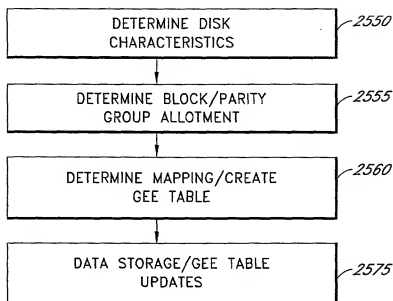 DETERMINE DISK
CHARACTERISTICS
2550
DETERMINE BLOCK/PARITY
GROUP ALLOTMENT
2555
DETERMINE MAPPING/CREATE
GEE TABLE
2560
DATA STORAGE/GEE TABLE
UPDATES
2575